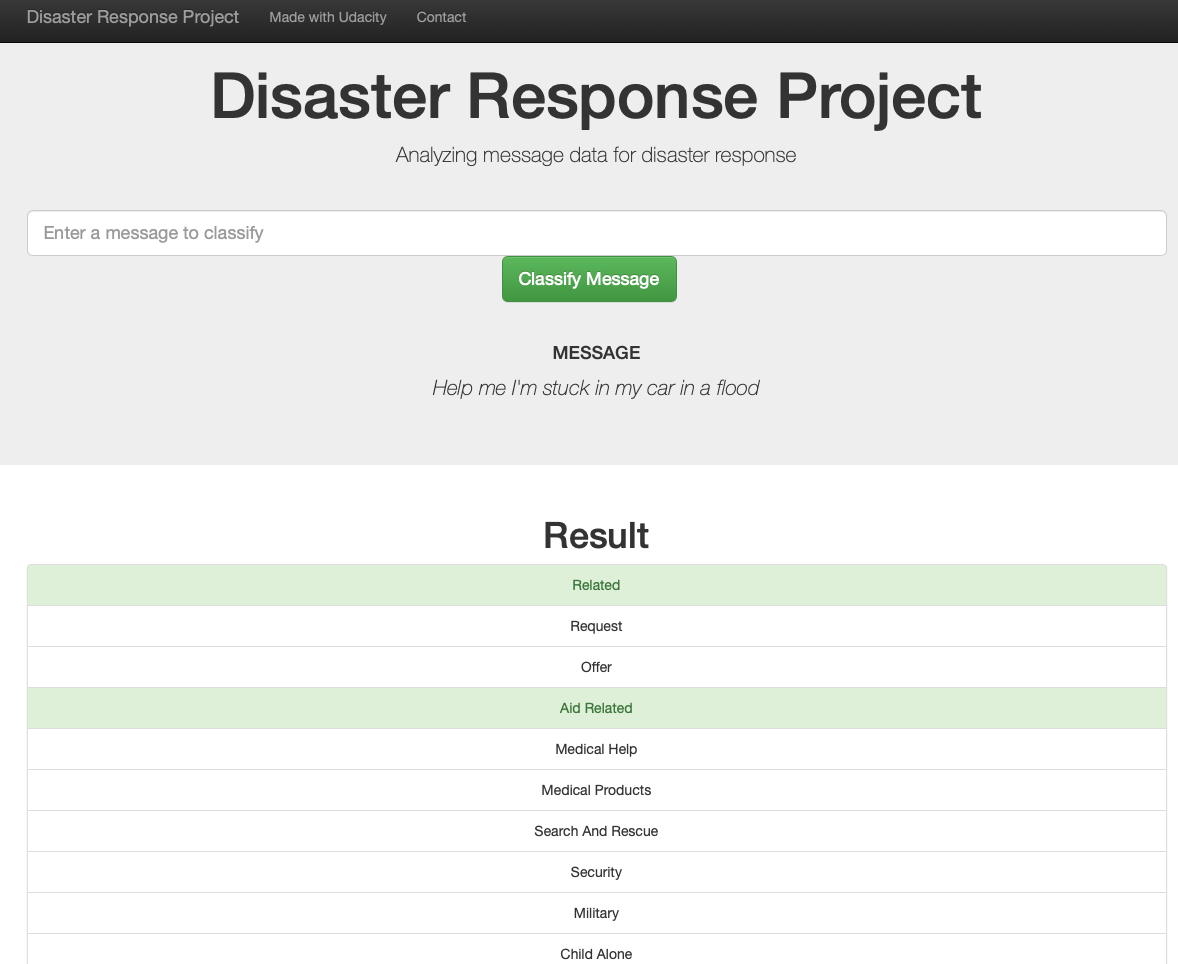 Disaster Response Project Made with Udacity Contact
Disaster Response Project
Analyzing message data for disaster response
Enter a message to classify
Classify Message
MESSAGE
Help me I'm stuck in my car in a flood
Result
Related
Request
Offer
Aid Related
Medical Help
Medical Products
Search And Rescue
Security
Military
Child Alone